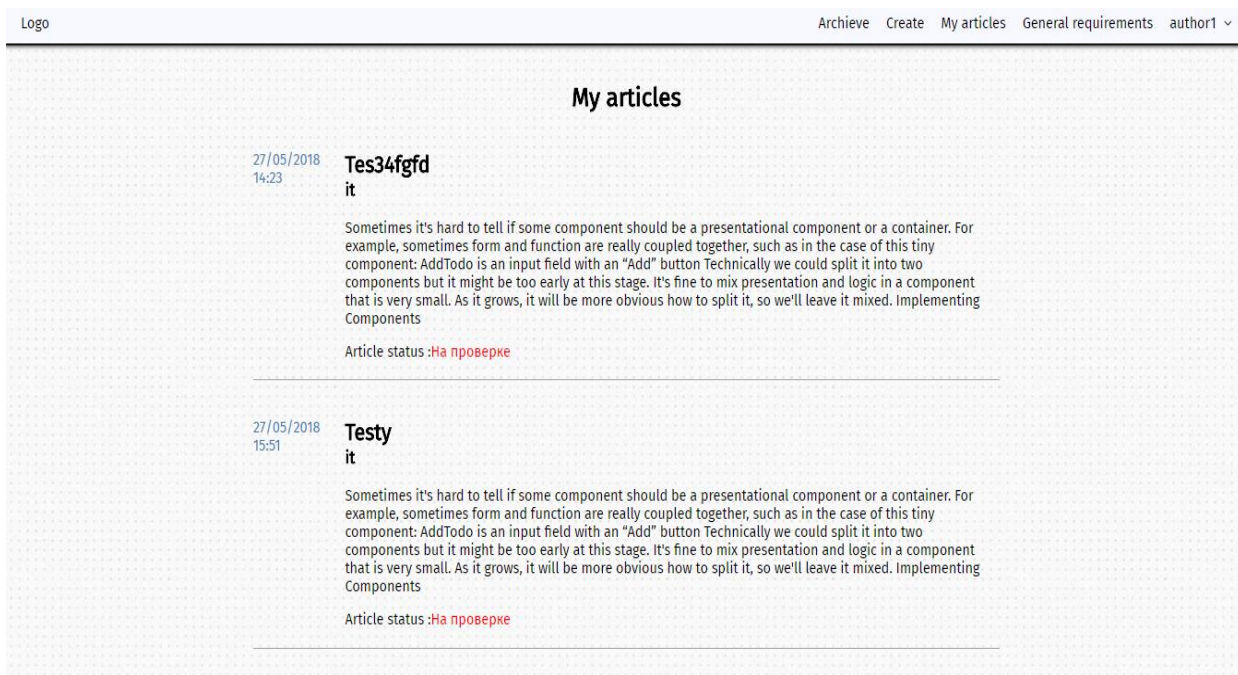 Logo Archieve Create My articles General requirements author1
My articles
27/05/2018
14:23
Tes34fgfd
it
Sometimes it's hard to tell if some component should be a presentational component or a container. For
example, sometimes form and function are really coupled together, such as in the case of this tiny
component: AddTodo is an input field with an “Add” button Technically we could split it into two
components but it might be too early at this stage. It's fine to mix presentation and logic in a component
that is very small. As it grows, it will be more obvious how to split it, so we'll leave it mixed. Implementing
Components
Article status :На проверке
27/05/2018
15:51
Testy
it
Sometimes it's hard to tell if some component should be a presentational component or a container. For
example, sometimes form and function are really coupled together, such as in the case of this tiny
component: AddTodo is an input field with an “Add” button Technically we could split it into two
components but it might be too early at this stage. It's fine to mix presentation and logic in a component
that is very small. As it grows, it will be more obvious how to split it, so we'll leave it mixed. Implementing
Components
Article status :На проверке